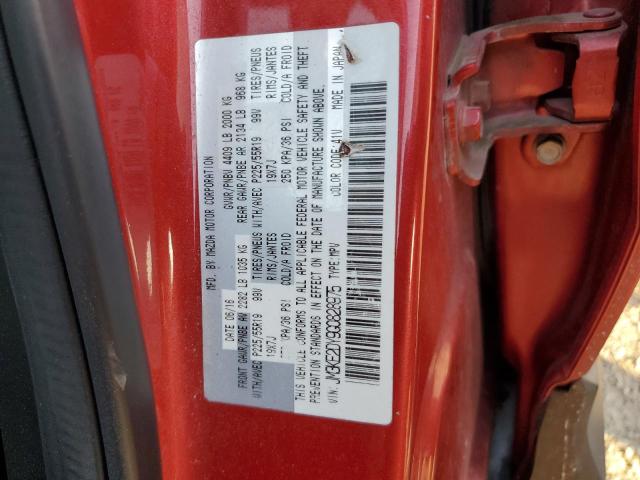 MFD. BY MAZDA MOTOR CORPORATION
DATE 06/16 GVWR/PNBV 4409 LB 2000 KG
FRONT GAWR/PNBE AV 2282 LB 1035 KG REAR GAWR/PNBE AR 2134 LB 968 KG
WITH/AVEC P225/55R19 99V TIRES/PNEUS WITH/AVEC P225/55R19 99V TIRES/PNEUS
19X7J RIMS/JANTES 19X7J RIMS/JANTES
KPA/36 PSI COLD/A FROID 250 KPA/36 PSI COLD/A FROID
THIS VEHICLE CONFORMS TO ALL APPLICABLE FEDERAL MOTOR VEHICLE SAFETY AND THEFT
PREVENTION STANDARDS IN EFFECT ON THE DATE OF MANUFACTURE SHOWN ABOVE.
VIN: JM3KE2DY9G0828975 TYPE:MPV COLOR CODE:41V MADE IN JAPAN